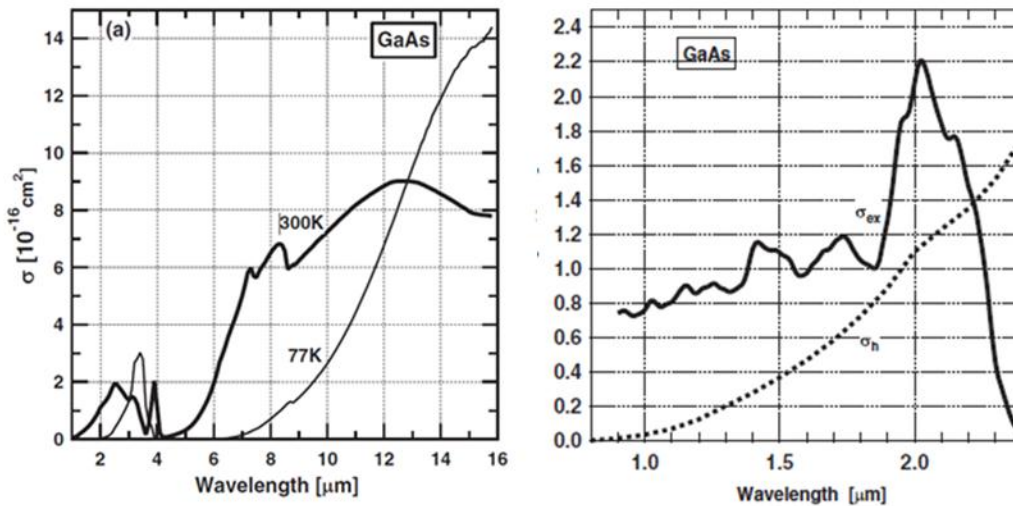 (a)
GaAs
14
12
10
8
6
4
2
0
σ [10⁻¹⁶cm²]
300K
77K
2 4 6 8 10 12 14 16
Wavelength [μm]
GaAs
2.4
2.2
2.0
1.8
1.6
1.4
1.2
1.0
0.8
0.6
0.4
0.2
0.0
σex
σh
1.0 1.5 2.0
Wavelength [μm]